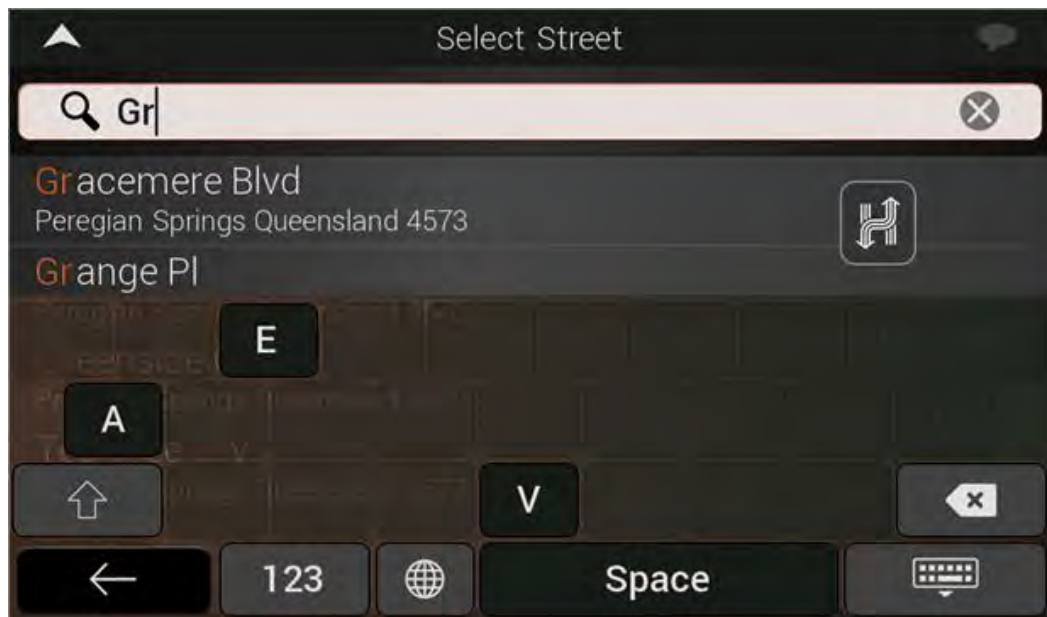 Select Street
Gr
Gracemere Blvd
Peregian Springs Queensland 4573
Grange Pl
E
A
V
123
Space